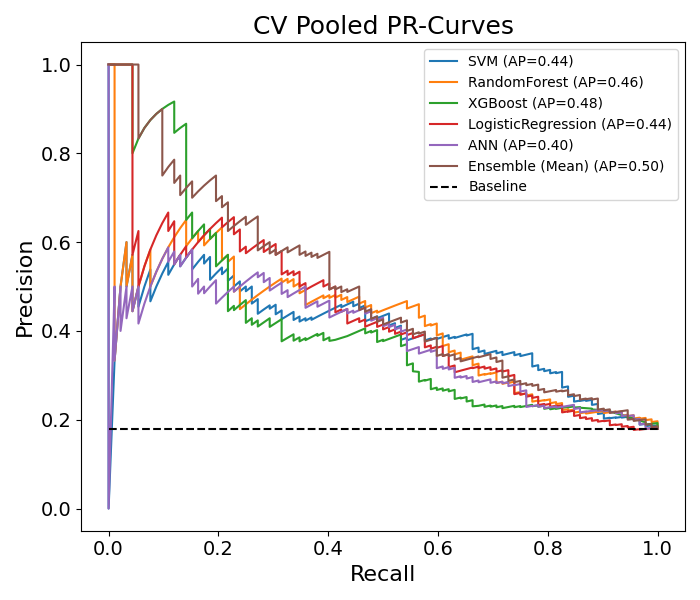 CV Pooled PR-Curves
SVM (AP=0.44)
RandomForest (AP=0.46)
XGBoost (AP=0.48)
LogisticRegression (AP=0.44)
ANN (AP=0.40)
Ensemble (Mean) (AP=0.50)
Baseline
Precision
1.0
0.8
0.6
0.4
0.2
0.0
0.0 0.2 0.4 0.6 0.8 1.0
Recall